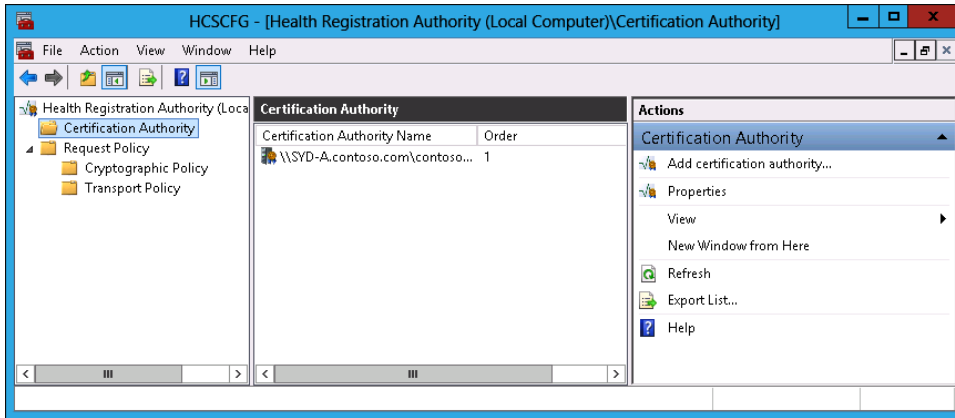 HCSCFG - [Health Registration Authority (Local Computer)\Certification Authority]
File Action View Window Help
Health Registration Authority (Loca
Certification Authority
Request Policy
Cryptographic Policy
Transport Policy
Certification Authority
Certification Authority Name Order
\\SYD-A.contoso.com\contoso... 1
Actions
Certification Authority
Add certification authority...
Properties
View
New Window from Here
Refresh
Export List...
Help